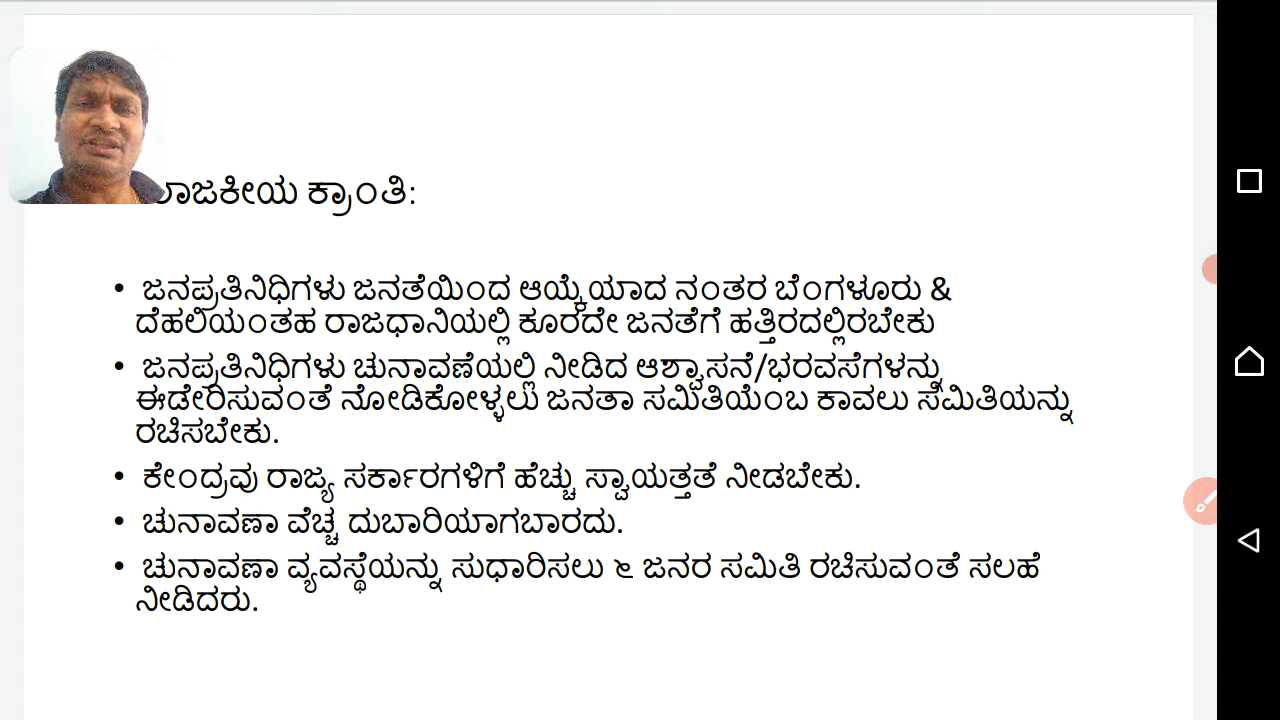 ರಾಜಕೀಯ ಕ್ರಾಂತಿ:
• ಜನಪ್ರತಿನಿಧಿಗಳು ಜನತೆಯಿಂದ ಆಯ್ಕೆಯಾದ ನಂತರ ಬೆಂಗಳೂರು &
ದೆಹಲಿಯಂತಹ ರಾಜಧಾನಿಯಲ್ಲಿ ಕೂರದೇ ಜನತೆಗೆ ಹತ್ತಿರದಲ್ಲಿರಬೇಕು
• ಜನಪ್ರತಿನಿಧಿಗಳು ಚುನಾವಣೆಯಲ್ಲಿ ನೀಡಿದ ಆಶ್ವಾಸನೆ/ಭರವಸೆಗಳನ್ನು
ಈಡೇರಿಸುವಂತೆ ನೋಡಿಕೋಳ್ಳಲು ಜನತಾ ಸಮಿತಿಯೆಂಬ ಕಾವಲು ಸಮಿತಿಯನ್ನು
ರಚಿಸಬೇಕು.
• ಕೇಂದ್ರವು ರಾಜ್ಯ ಸರ್ಕಾರಗಳಿಗೆ ಹೆಚ್ಚು ಸ್ವಾಯತ್ತತೆ ನೀಡಬೇಕು.
• ಚುನಾವಣಾ ವೆಚ್ಚ ದುಬಾರಿಯಾಗಬಾರದು.
• ಚುನಾವಣಾ ವ್ಯವಸ್ಥೆಯನ್ನು ಸುಧಾರಿಸಲು ೬ ಜನರ ಸಮಿತಿ ರಚಿಸುವಂತೆ ಸಲಹೆ
ನೀಡಿದರು.